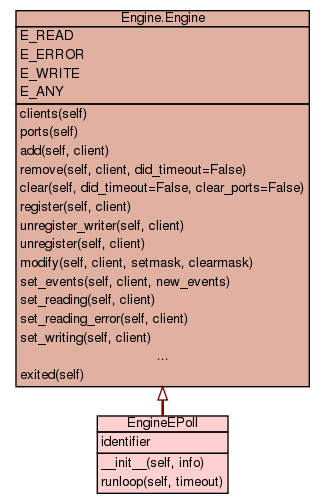 Engine.Engine
E_READ
E_ERROR
E_WRITE
E_ANY
clients(self)
ports(self)
add(self, client)
remove(self, client, did_timeout=False)
clear(self, did_timeout=False, clear_ports=False)
register(self, client)
unregister_writer(self, client)
unregister(self, client)
modify(self, client, setmask, clearmask)
set_events(self, client, new_events)
set_reading(self, client)
set_reading_error(self, client)
set_writing(self, client)
...
exited(self)
EngineEPoll
identifier
__init__(self, info)
runloop(self, timeout)